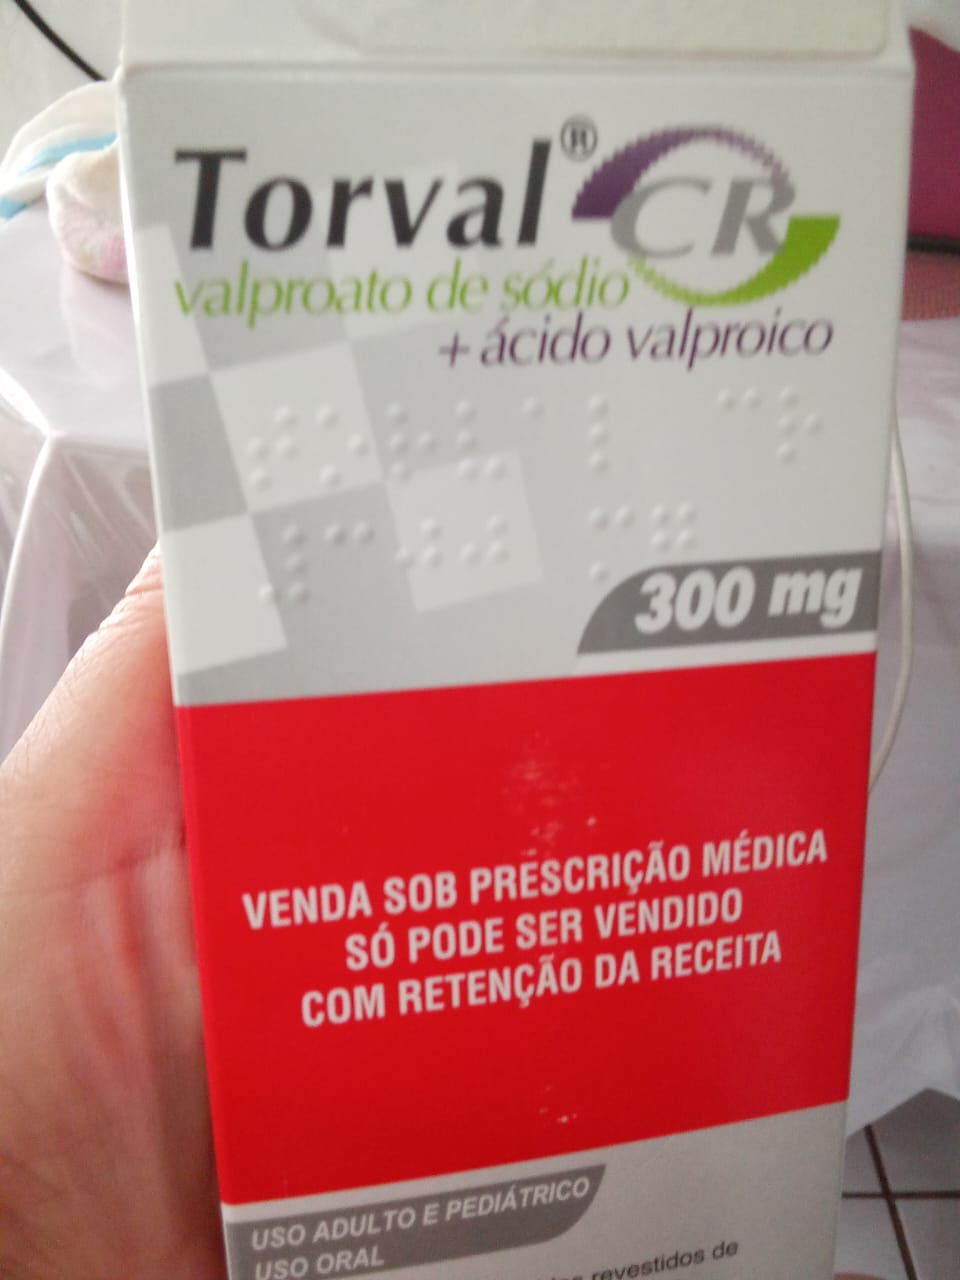 Torval® CR
valproato de sódio
+ ácido valproico
300 mg
VENDA SOB PRESCRIÇÃO MÉDICA
SÓ PODE SER VENDIDO
COM RETENÇÃO DA RECEITA
USO ADULTO E PEDIÁTRICO
USO ORAL
revestidos de